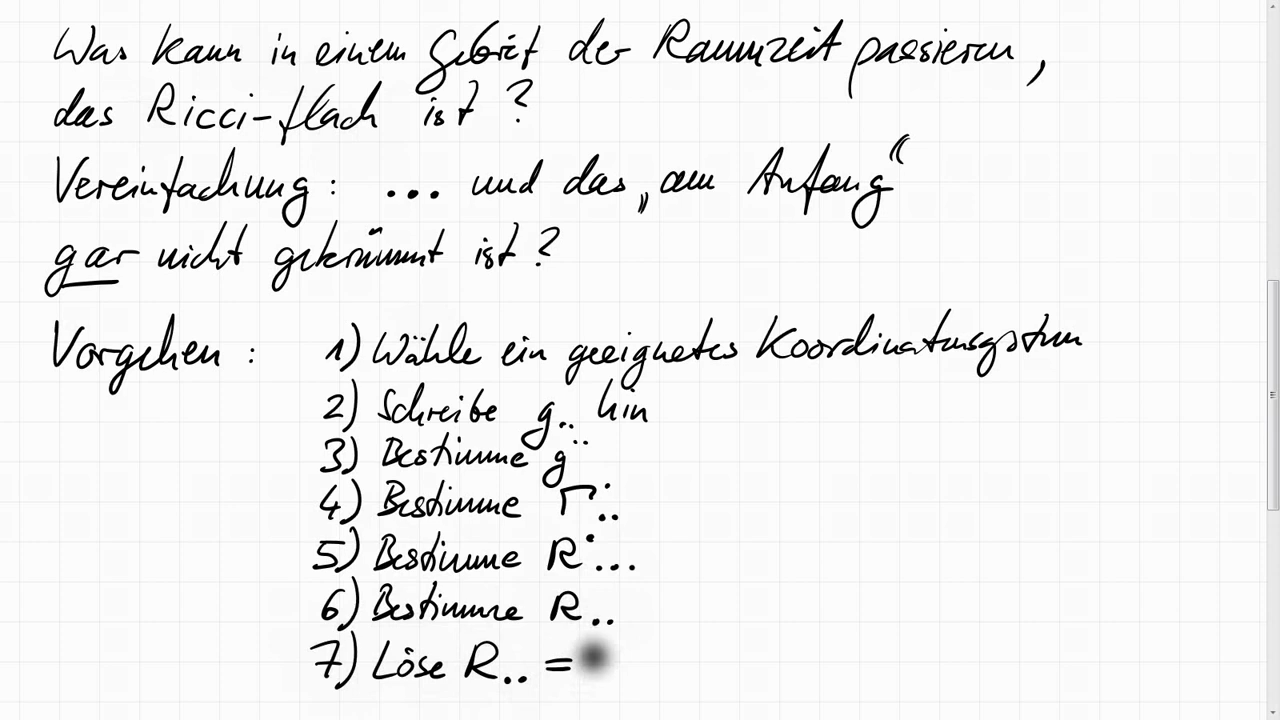 Was kann in einem Gebiet der Raumzeit passieren,
das Ricci-flach ist?
Vereinfachung: ... und das „am Anfang“
gar nicht gekrümmt ist?
Vorgehen: 1) Wähle ein geeignetes Koordinatensystem
2) Schreibe g.. hin
3) Bestimme g˙˙
4) Bestimme Γ˙..
5) Bestimme R˙...
6) Bestimme R..
7) Löse R.. =